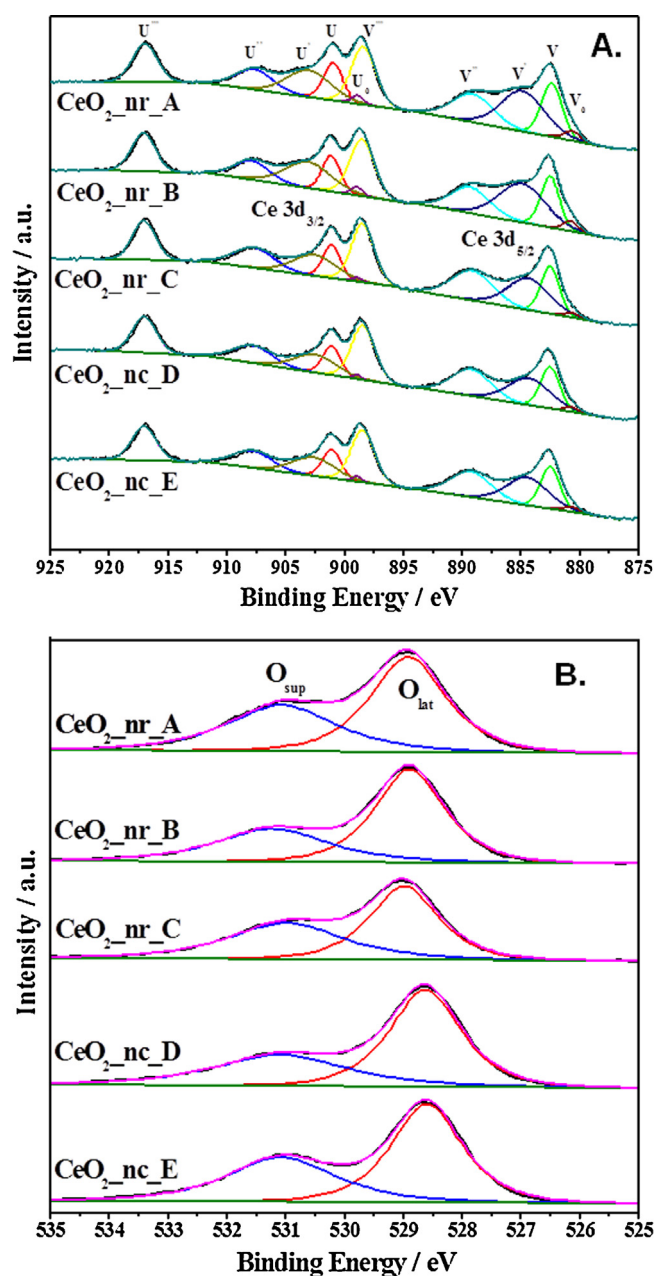 U''' U'' U' U V''' A.
U₀ V'' V' V V₀
CeO₂_nr_A
CeO₂_nr_B
Ce 3d₃/₂ Ce 3d₅/₂
CeO₂_nr_C
CeO₂_nc_D
CeO₂_nc_E
Intensity / a.u.
925 920 915 910 905 900 895 890 885 880 875
Binding Energy / eV
B.
O_sup O_lat
CeO₂_nr_A
CeO₂_nr_B
CeO₂_nr_C
CeO₂_nc_D
CeO₂_nc_E
Intensity / a.u.
535 534 533 532 531 530 529 528 527 526 525
Binding Energy / eV